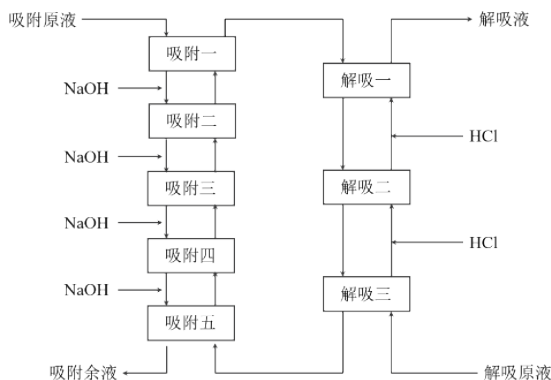 吸附原液
解吸液
吸附一
解吸一
NaOH
吸附二
HCl
NaOH
吸附三
解吸二
NaOH
吸附四
HCl
NaOH
解吸三
吸附五
吸附余液
解吸原液